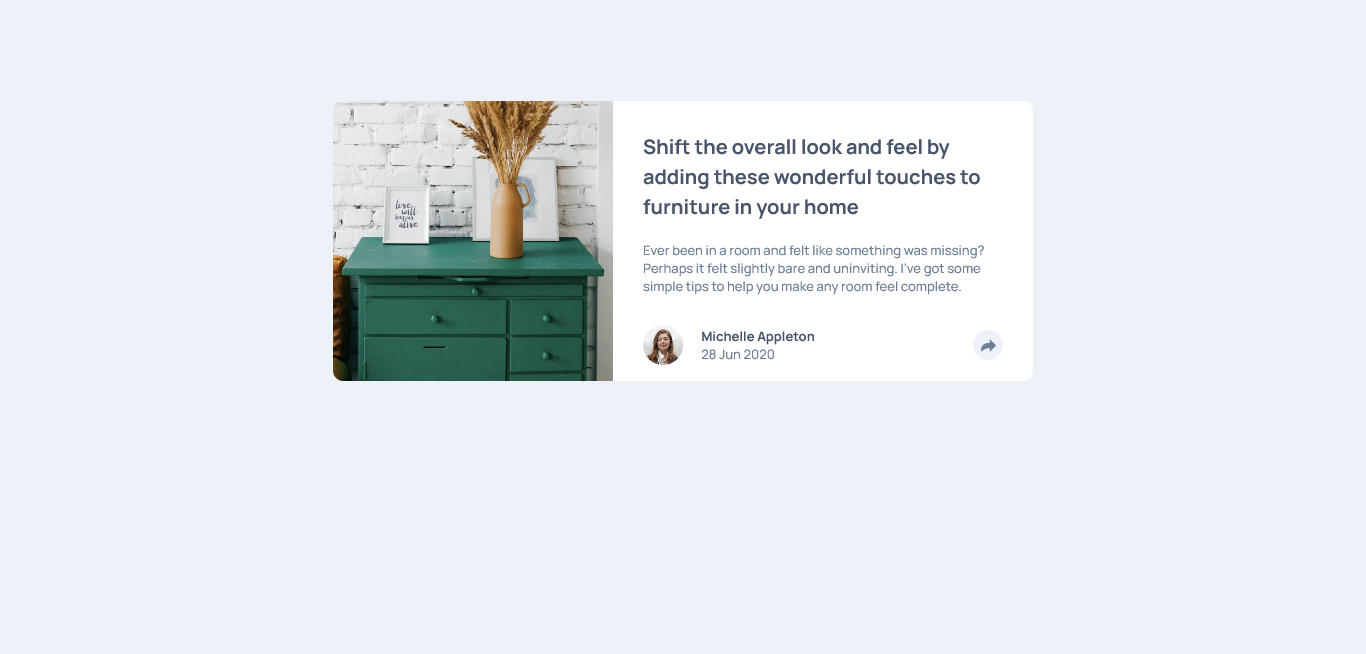 love
will
keep us
alive
Shift the overall look and feel by
adding these wonderful touches to
furniture in your home
Ever been in a room and felt like something was missing?
Perhaps it felt slightly bare and uninviting. I've got some
simple tips to help you make any room feel complete.
Michelle Appleton
28 Jun 2020